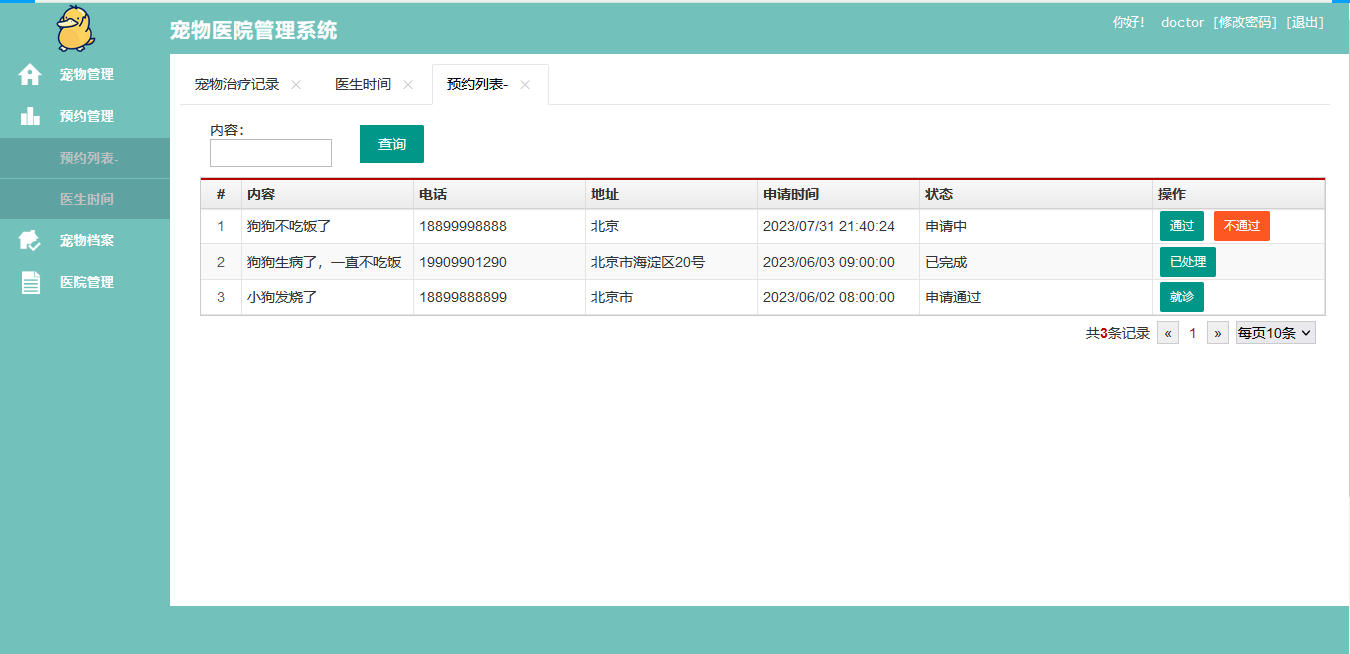 宠物医院管理系统
你好! doctor [修改密码] [退出]
宠物管理
预约管理
预约列表-
医生时间
宠物档案
医院管理
宠物治疗记录 × 医生时间 × 预约列表- ×
内容：
查询
# 内容 电话 地址 申请时间 状态 操作
1 狗狗不吃饭了 18899998888 北京 2023/07/31 21:40:24 申请中 通过 不通过
2 狗狗生病了，一直不吃饭 19909901290 北京市海淀区20号 2023/06/03 09:00:00 已完成 已处理
3 小狗发烧了 18899888899 北京市 2023/06/02 08:00:00 申请通过 就诊
共3条记录 « 1 » 每页10条